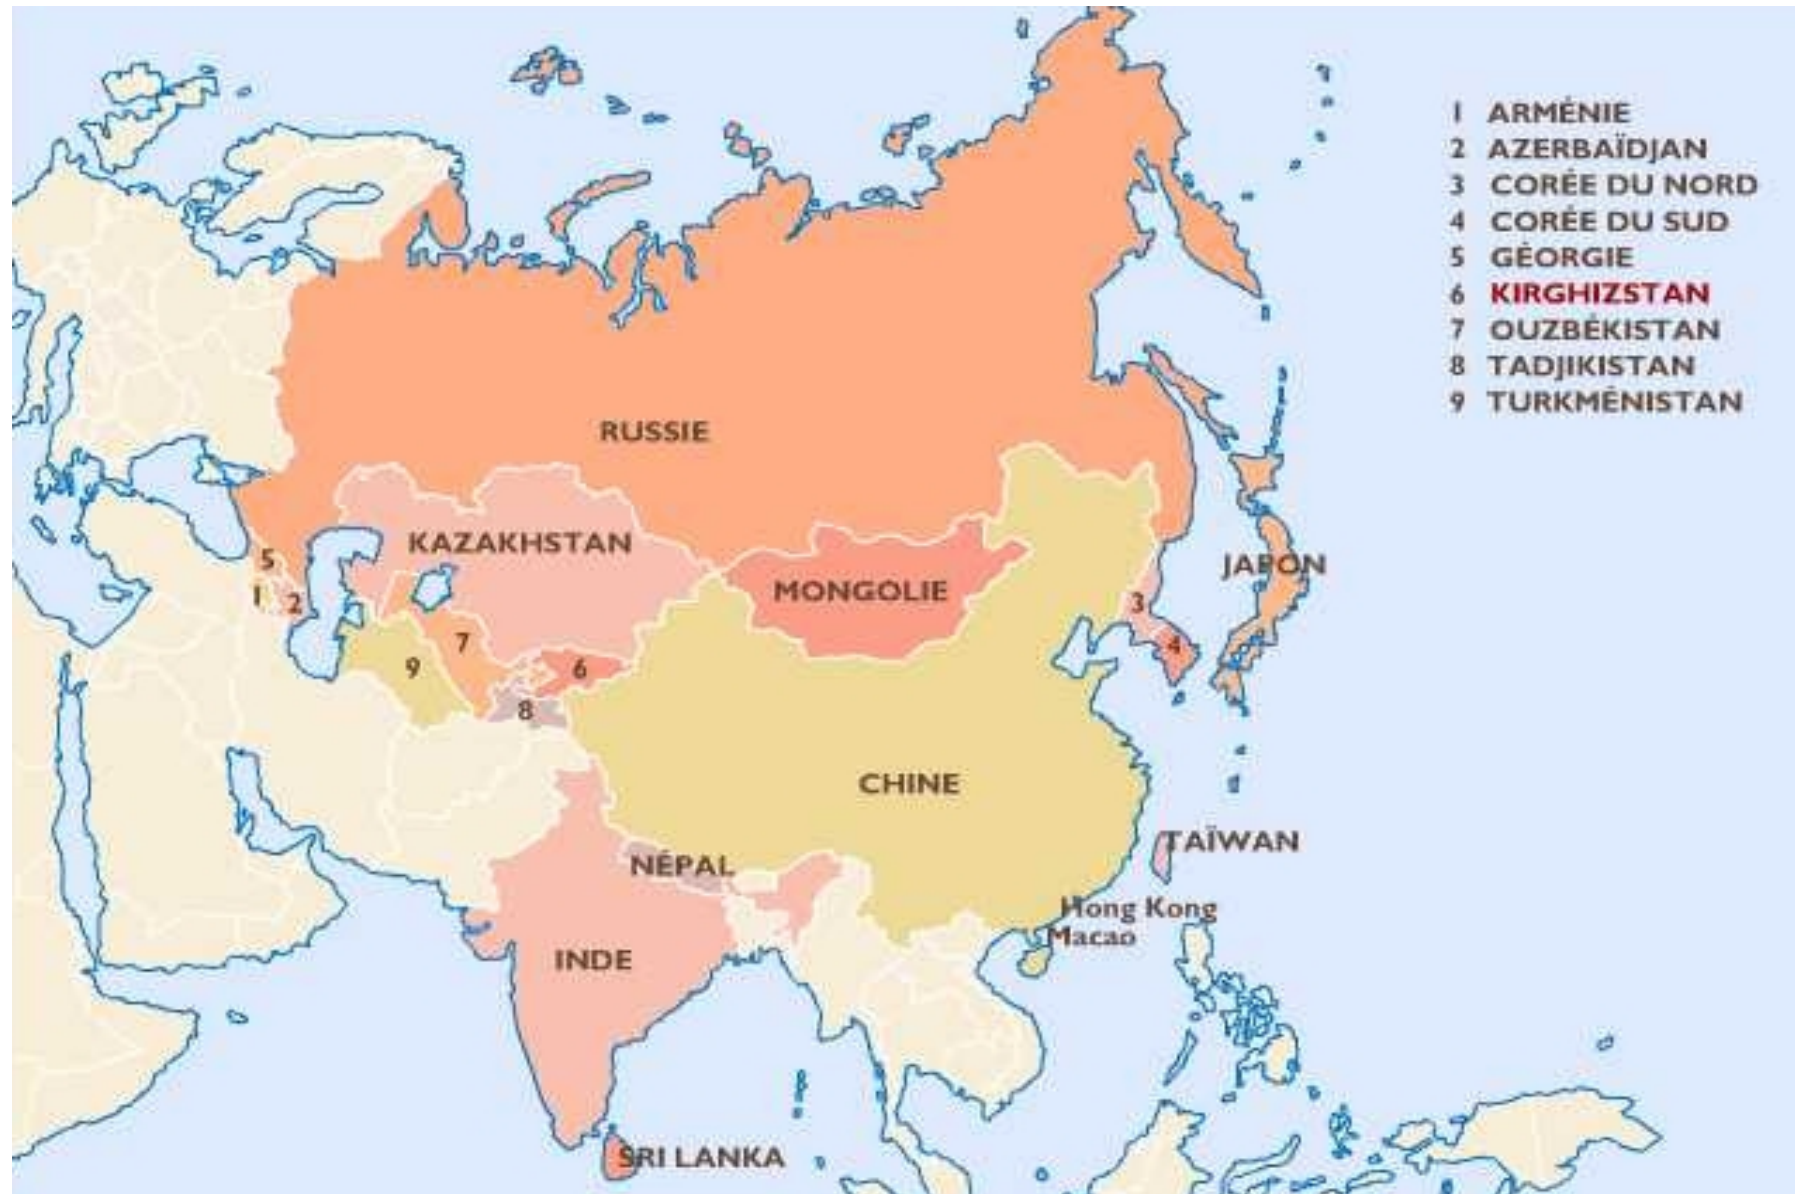 1 ARMÉNIE
2 AZERBAÏDJAN
3 CORÉE DU NORD
4 CORÉE DU SUD
5 GÉORGIE
6 KIRGHIZSTAN
7 OUZBÉKISTAN
8 TADJIKISTAN
9 TURKMÉNISTAN
RUSSIE
KAZAKHSTAN
5
JAPON
MONGOLIE
1
2
3
7
4
9
6
8
CHINE
TAÏWAN
NÉPAL
Hong Kong
Macao
INDE
SRI LANKA